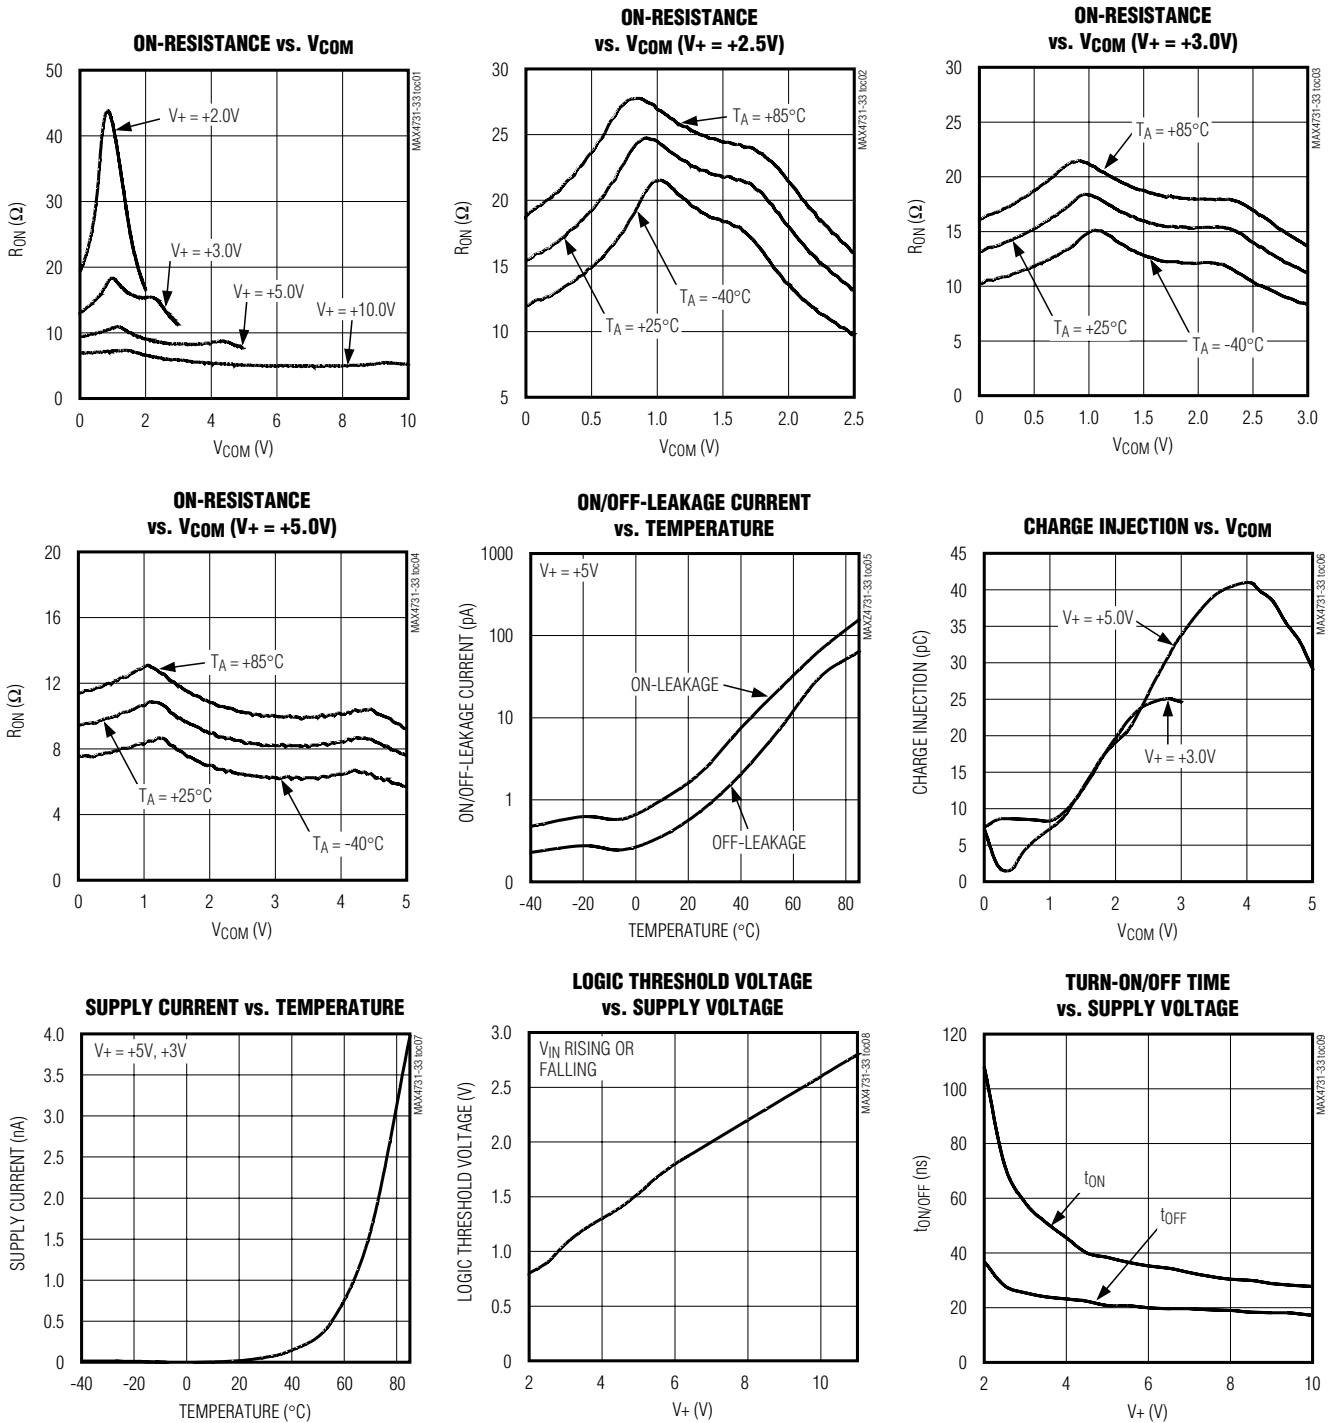 ON-RESISTANCE vs. VCOM
50
40
30
20
10
0
RON (Ω)
V+ = +2.0V
V+ = +3.0V
V+ = +5.0V
V+ = +10.0V
0 2 4 6 8 10
VCOM (V)
MAX4731-33 toc01
ON-RESISTANCE
vs. VCOM (V+ = +2.5V)
30
25
20
15
10
5
RON (Ω)
TA = +85°C
TA = -40°C
TA = +25°C
0 0.5 1.0 1.5 2.0 2.5
VCOM (V)
MAX4731-33 toc02
ON-RESISTANCE
vs. VCOM (V+ = +3.0V)
30
25
20
15
10
5
0
RON (Ω)
TA = +85°C
TA = +25°C
TA = -40°C
0 0.5 1.0 1.5 2.0 2.5 3.0
VCOM (V)
MAX4731-33 toc03
ON-RESISTANCE
vs. VCOM (V+ = +5.0V)
20
16
12
8
4
0
RON (Ω)
TA = +85°C
TA = +25°C
TA = -40°C
0 1 2 3 4 5
VCOM (V)
MAX4731-33 toc04
ON/OFF-LEAKAGE CURRENT
vs. TEMPERATURE
1000
100
10
1
0
ON/OFF-LEAKAGE CURRENT (pA)
V+ = +5V
ON-LEAKAGE
OFF-LEAKAGE
-40 -20 0 20 40 60 80
TEMPERATURE (°C)
MAXZ4731-33 toc05
CHARGE INJECTION vs. VCOM
45
40
35
30
25
20
15
10
5
0
CHARGE INJECTION (pC)
V+ = +5.0V
V+ = +3.0V
0 1 2 3 4 5
VCOM (V)
MAX4731-33 toc06
SUPPLY CURRENT vs. TEMPERATURE
4.0
3.5
3.0
2.5
2.0
1.5
1.0
0.5
0
SUPPLY CURRENT (nA)
V+ = +5V, +3V
-40 -20 0 20 40 60 80
TEMPERATURE (°C)
MAX4731-33 toc07
LOGIC THRESHOLD VOLTAGE
vs. SUPPLY VOLTAGE
3.0
2.5
2.0
1.5
1.0
0.5
0
LOGIC THRESHOLD VOLTAGE (V)
VIN RISING OR
FALLING
2 4 6 8 10
V+ (V)
MAX4731-33 toc08
TURN-ON/OFF TIME
vs. SUPPLY VOLTAGE
120
100
80
60
40
20
0
tON/OFF (ns)
tON
tOFF
2 4 6 8 10
V+ (V)
MAX4731-33 toc09